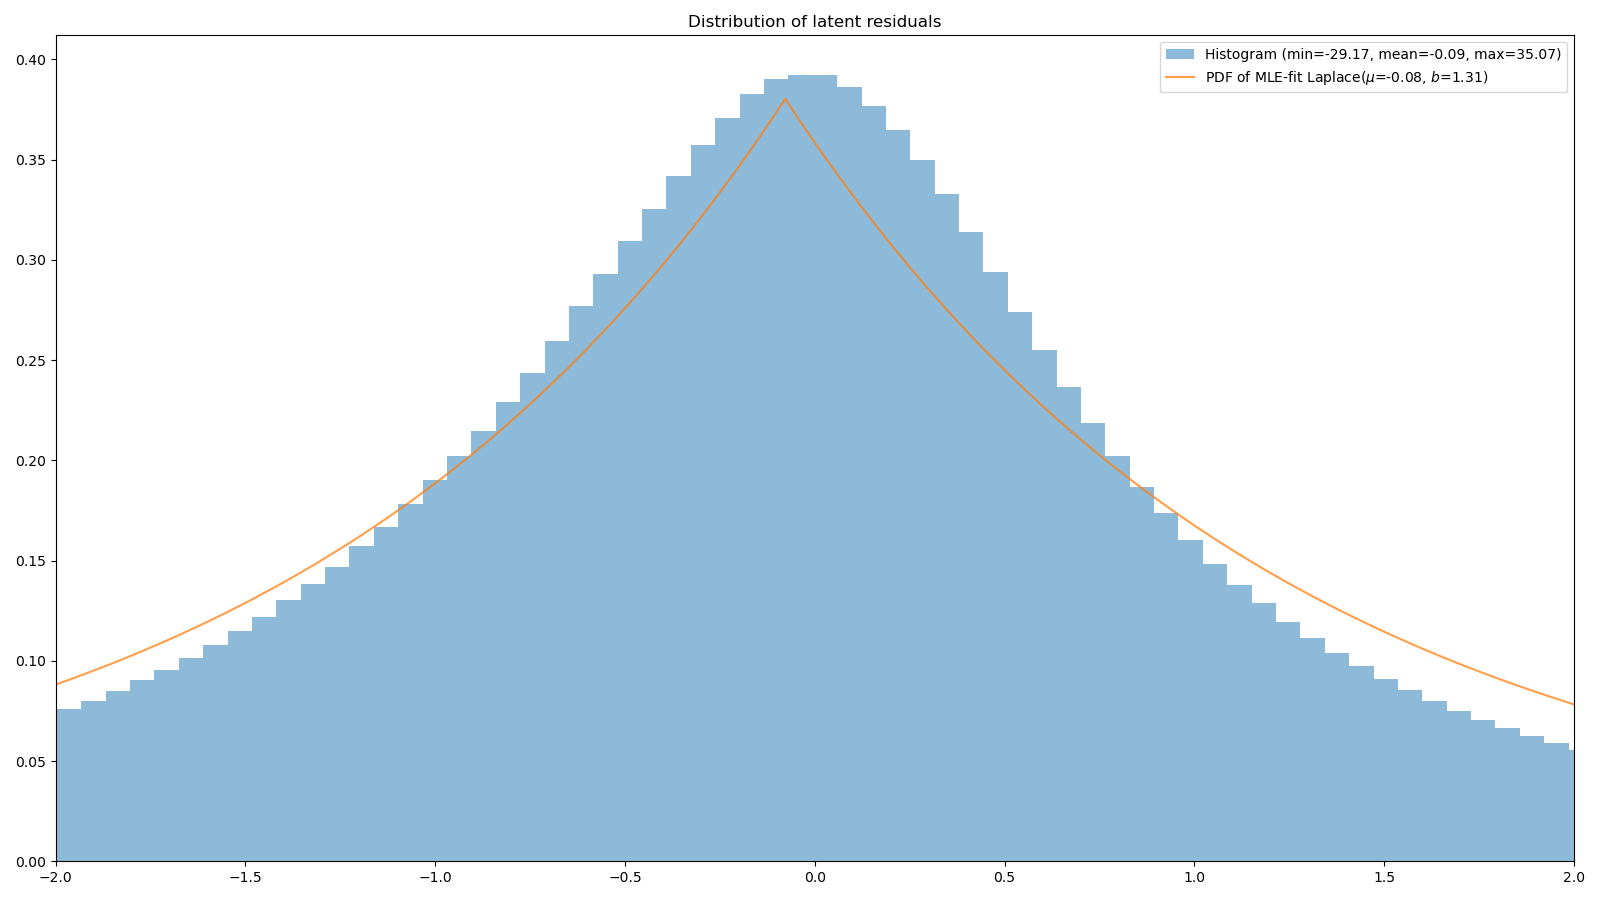 Distribution of latent residuals
Histogram (min=-29.17, mean=-0.09, max=35.07)
PDF of MLE-fit Laplace(μ=-0.08, b=1.31)
0.40
0.35
0.30
0.25
0.20
0.15
0.10
0.05
0.00
−2.0 −1.5 −1.0 −0.5 0.0 0.5 1.0 1.5 2.0